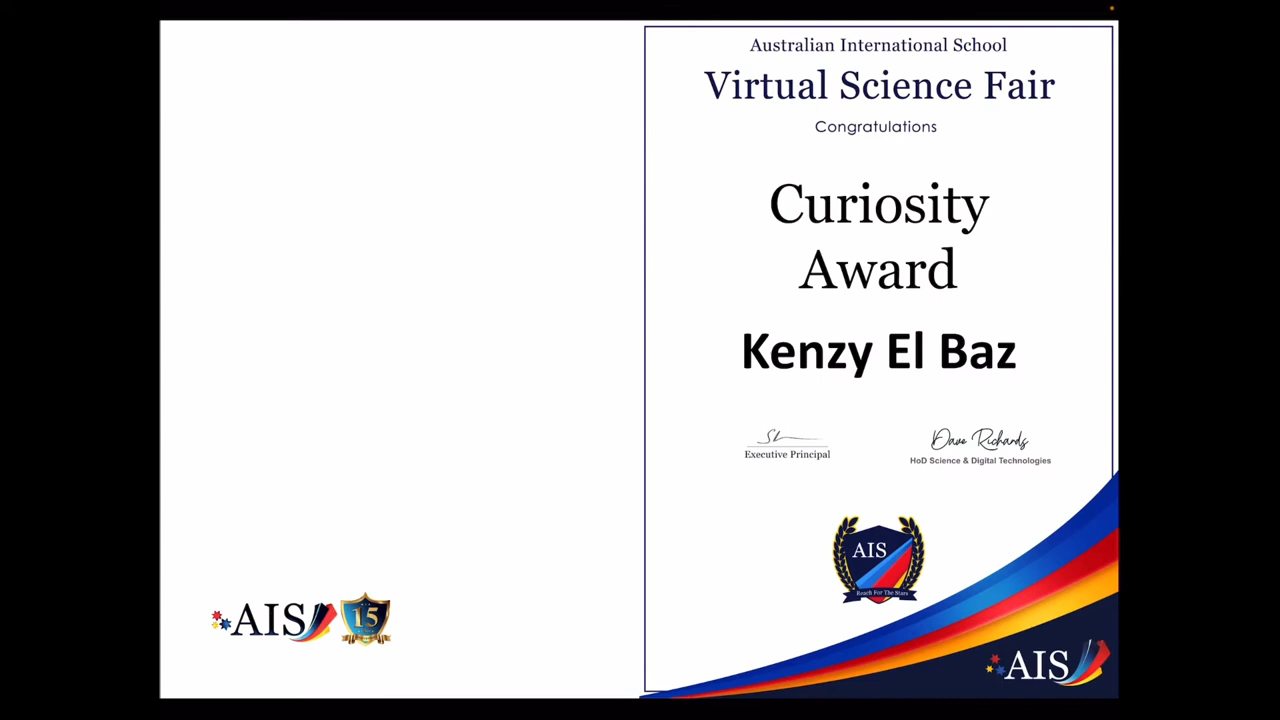 Australian International School
Virtual Science Fair
Congratulations
Curiosity
Award
Kenzy El Baz
Dave Richards
Executive Principal
HoD Science & Digital Technologies
AIS
Reach For The Stars
AIS
15
AIS